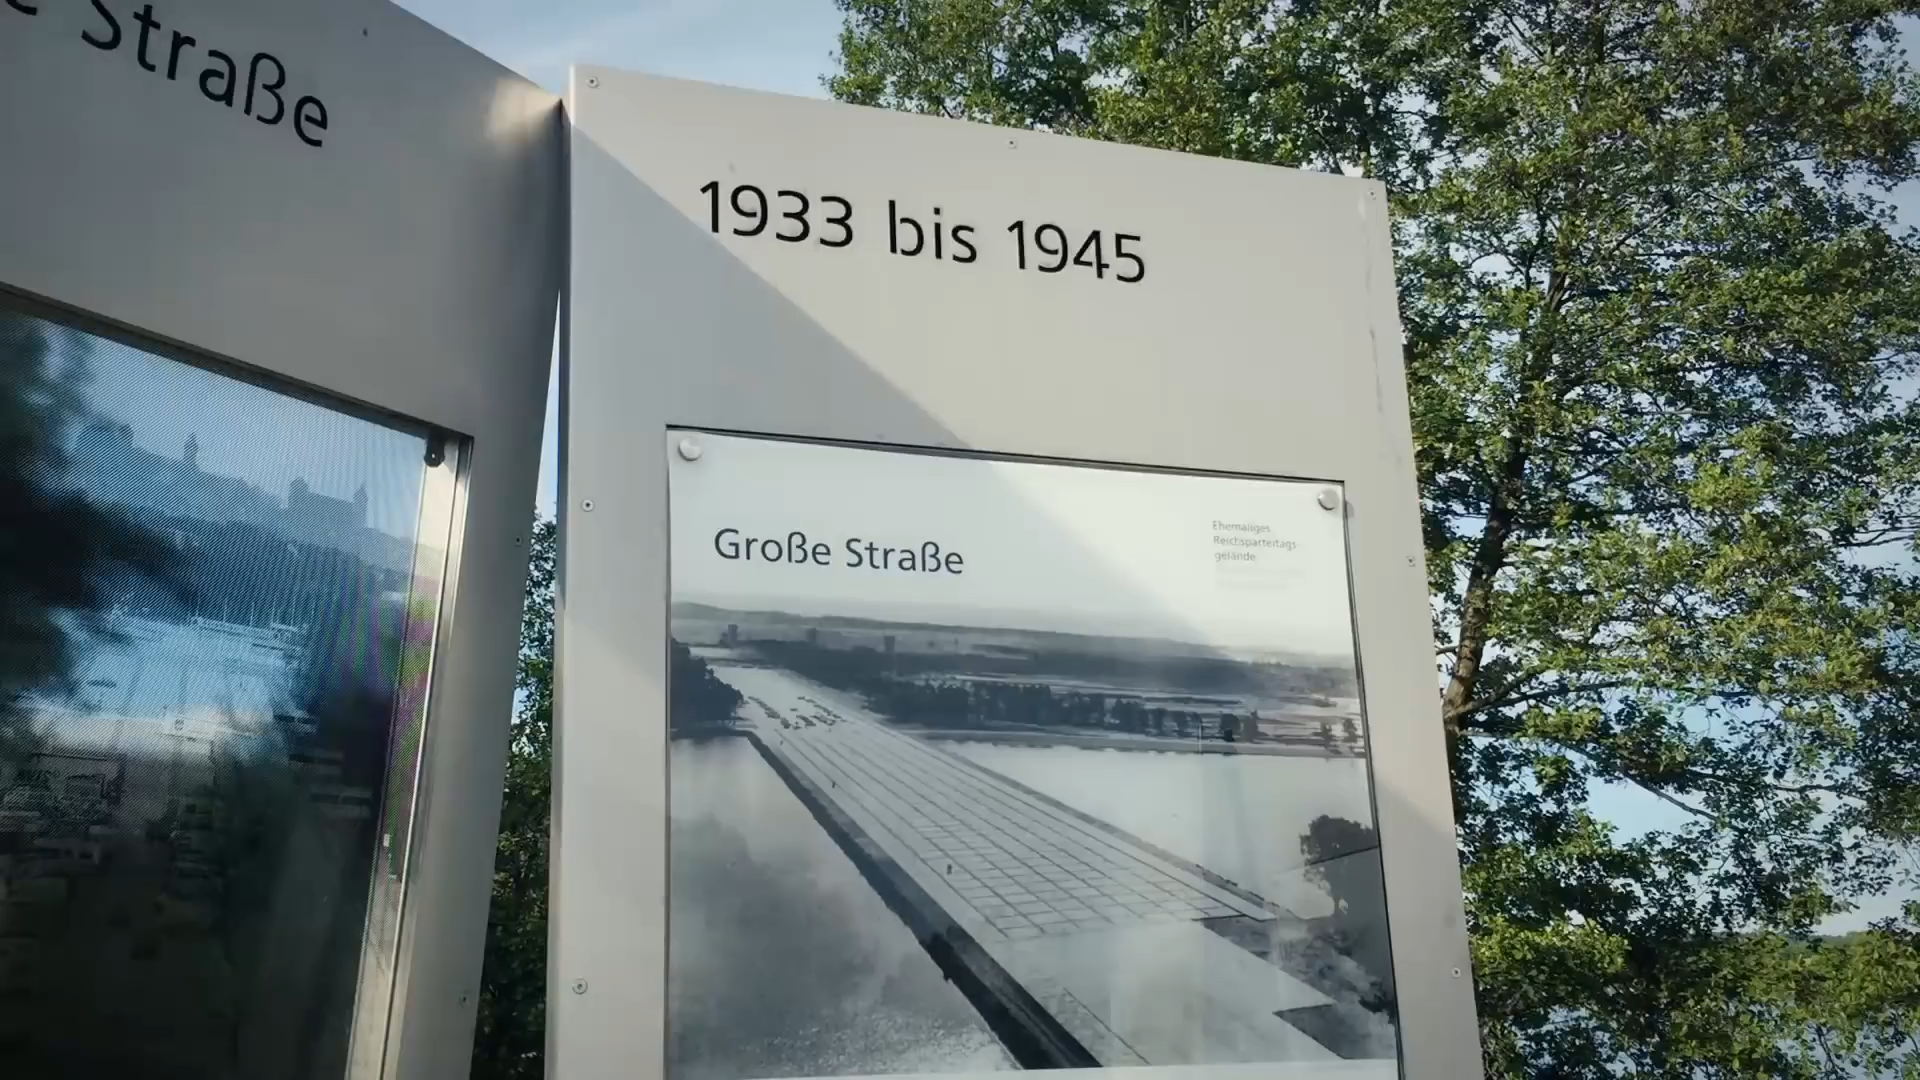 Straße
1933 bis 1945
Große Straße
Ehemaliges
Reichsparteitags-
gelände